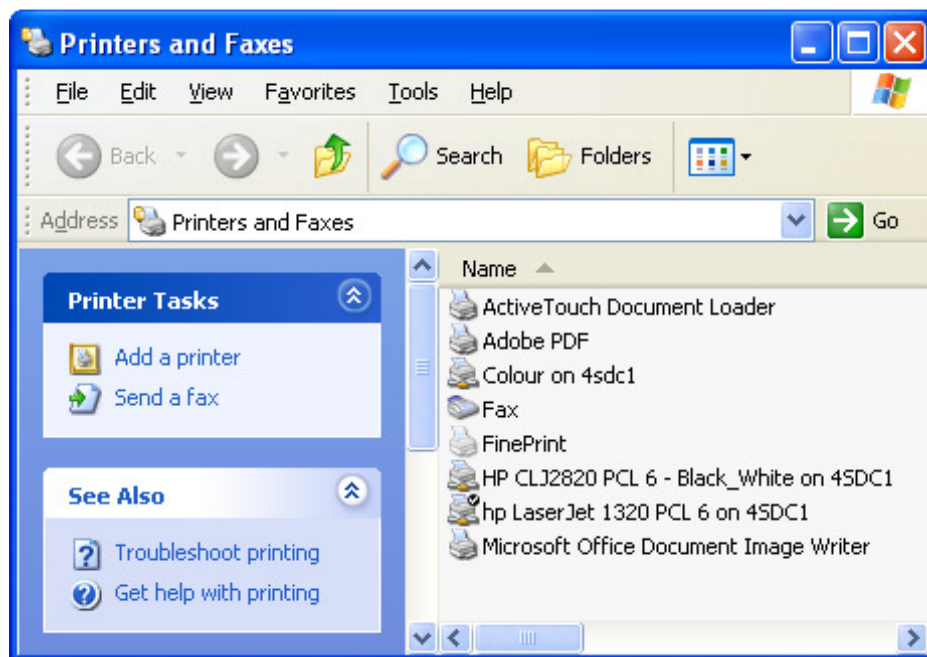 Printers and Faxes
File Edit View Favorites Tools Help
Back Search Folders
Address Printers and Faxes Go
Printer Tasks
Add a printer
Send a fax
See Also
Troubleshoot printing
Get help with printing
Name
ActiveTouch Document Loader
Adobe PDF
Colour on 4sdc1
Fax
FinePrint
HP CLJ2820 PCL 6 - Black_White on 4SDC1
hp LaserJet 1320 PCL 6 on 4SDC1
Microsoft Office Document Image Writer